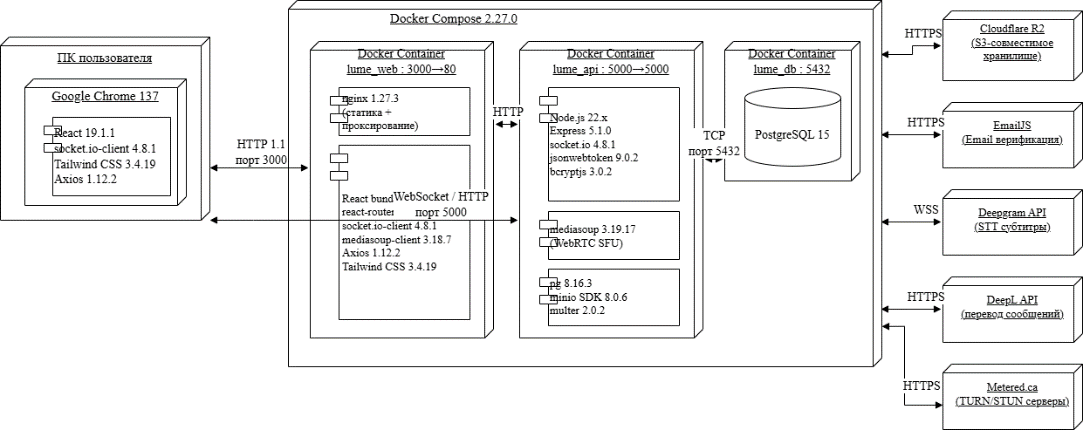 Docker Compose 2.27.0
ПК пользователя
Google Chrome 137
React 19.1.1
socket.io-client 4.8.1
Tailwind CSS 3.4.19
Axios 1.12.2
HTTP 1.1
порт 3000
WebSocket / HTTP
порт 5000
Docker Container
lume_web : 3000→80
nginx 1.27.3
(статика +
проксирование)
React bund
react-router
socket.io-client 4.8.1
mediasoup-client 3.18.7
Axios 1.12.2
Tailwind CSS 3.4.19
HTTP
Docker Container
lume_api : 5000→5000
Node.js 22.x
Express 5.1.0
socket.io 4.8.1
jsonwebtoken 9.0.2
bcryptjs 3.0.2
mediasoup 3.19.17
(WebRTC SFU)
pg 8.16.3
minio SDK 8.0.6
multer 2.0.2
TCP
порт 5432
Docker Container
lume_db : 5432
PostgreSQL 15
HTTPS
Cloudflare R2
(S3-совместимое
хранилище)
HTTPS
EmailJS
(Email верификация)
WSS
Deepgram API
(STT субтитры)
HTTPS
DeepL API
(перевод сообщений)
HTTPS
Metered.ca
(TURN/STUN серверы)